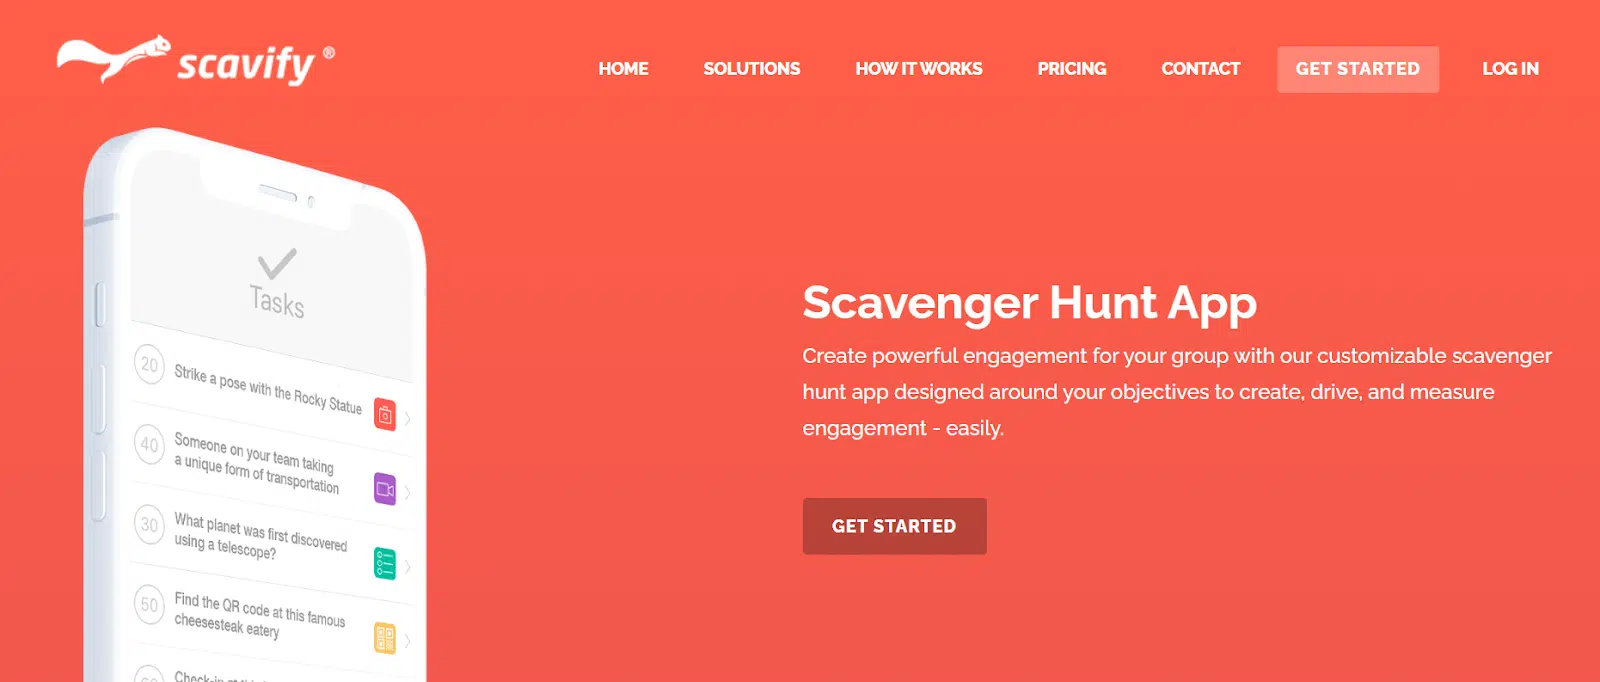 scavify ®
HOME SOLUTIONS HOW IT WORKS PRICING CONTACT GET STARTED LOG IN
Tasks
20 Strike a pose with the Rocky Statue
40 Someone on your team taking
a unique form of transportation
30 What planet was first discovered
using a telescope?
50 Find the QR code at this famous
cheesesteak eatery
Check-in at
Scavenger Hunt App
Create powerful engagement for your group with our customizable scavenger
hunt app designed around your objectives to create, drive, and measure
engagement - easily.
GET STARTED